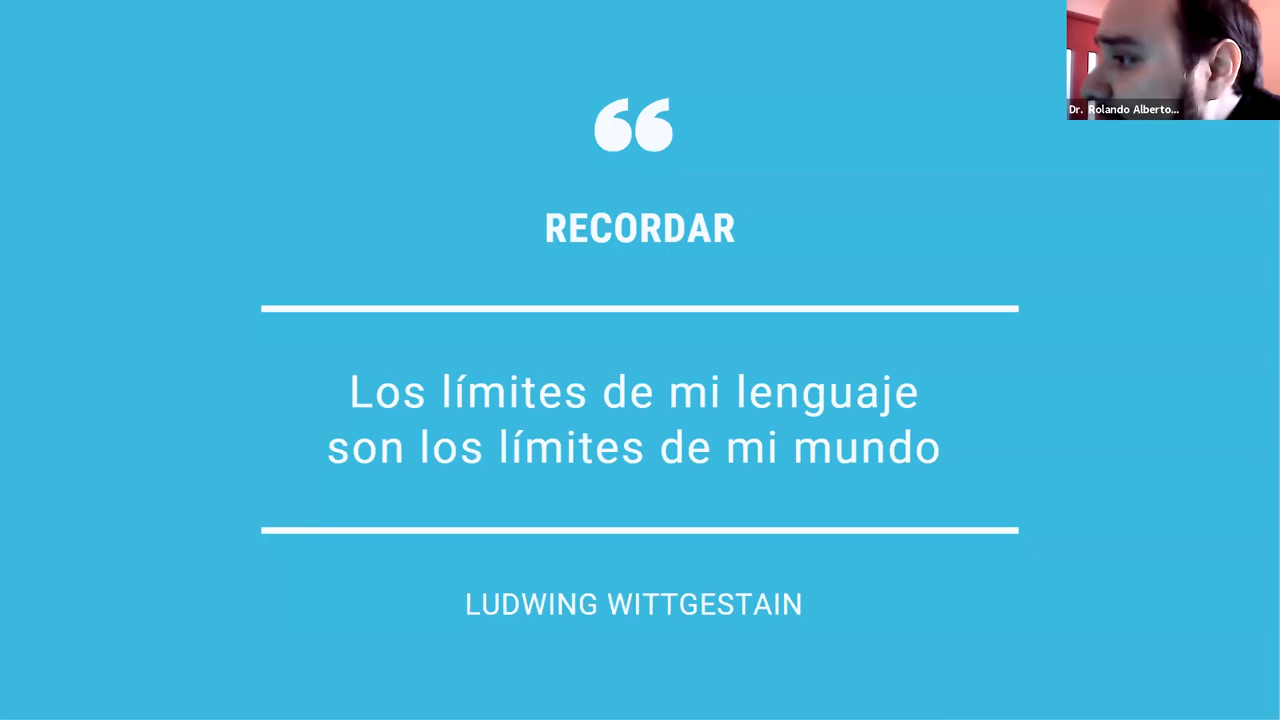 ❝
RECORDAR
Los límites de mi lenguaje
son los límites de mi mundo
LUDWING WITTGESTAIN
Dr. Rolando Alberto...